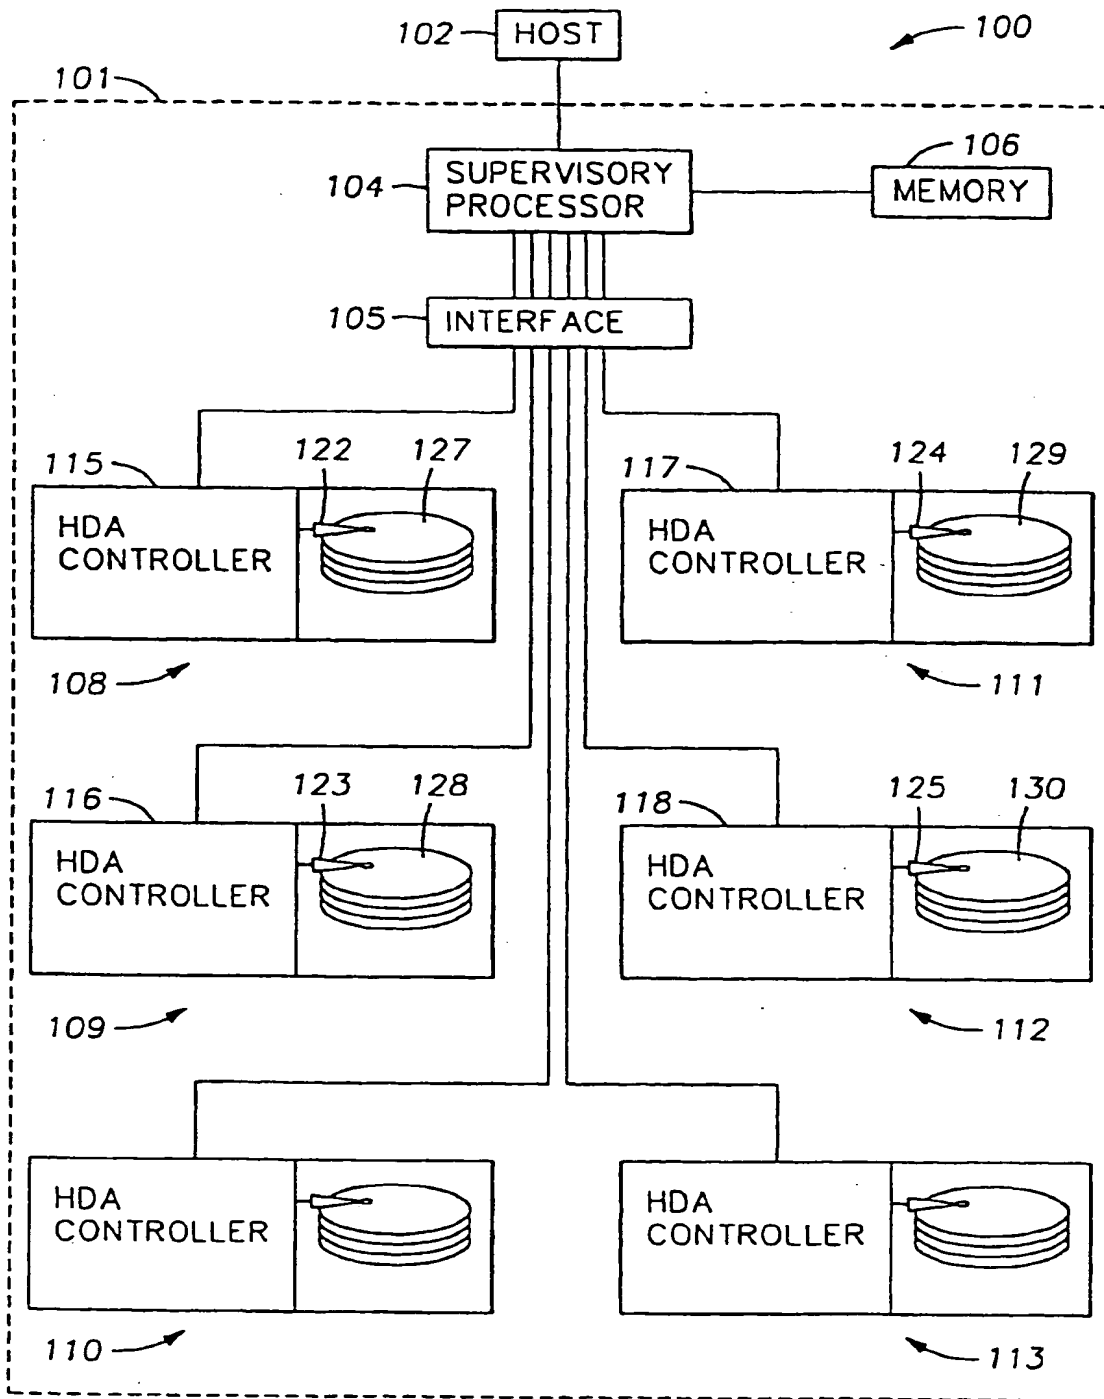 102 HOST 100
101
104 SUPERVISORY PROCESSOR
106 MEMORY
105 INTERFACE
115 122 127
HDA CONTROLLER
108
117 124 129
HDA CONTROLLER
111
116 123 128
HDA CONTROLLER
109
118 125 130
HDA CONTROLLER
112
HDA CONTROLLER
110
HDA CONTROLLER
113